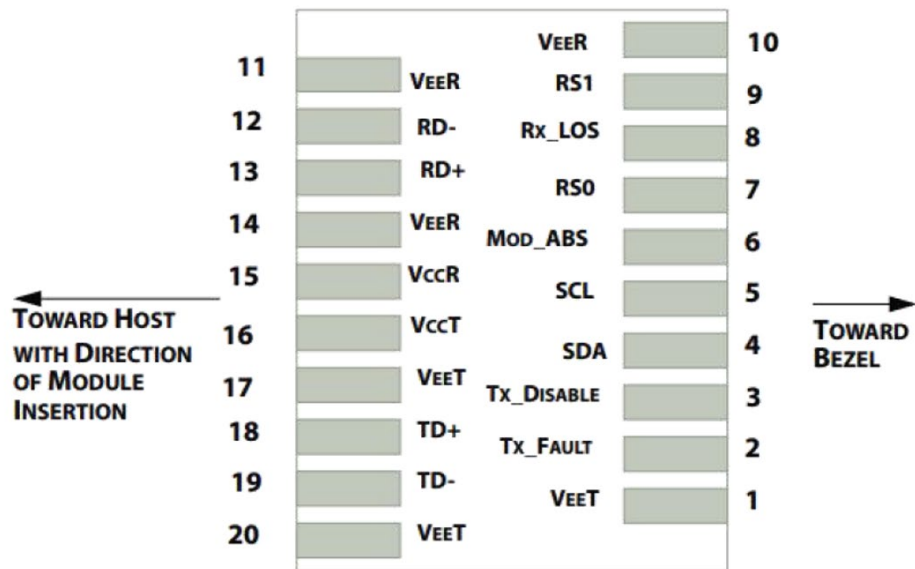 11 VEER
12 RD-
13 RD+
14 VEER
15 VCCR
16 VCCT
17 VEET
18 TD+
19 TD-
20 VEET
VEER 10
RS1 9
RX_LOS 8
RS0 7
MOD_ABS 6
SCL 5
SDA 4
TX_DISABLE 3
TX_FAULT 2
VEET 1
TOWARD HOST
WITH DIRECTION
OF MODULE
INSERTION
TOWARD
BEZEL